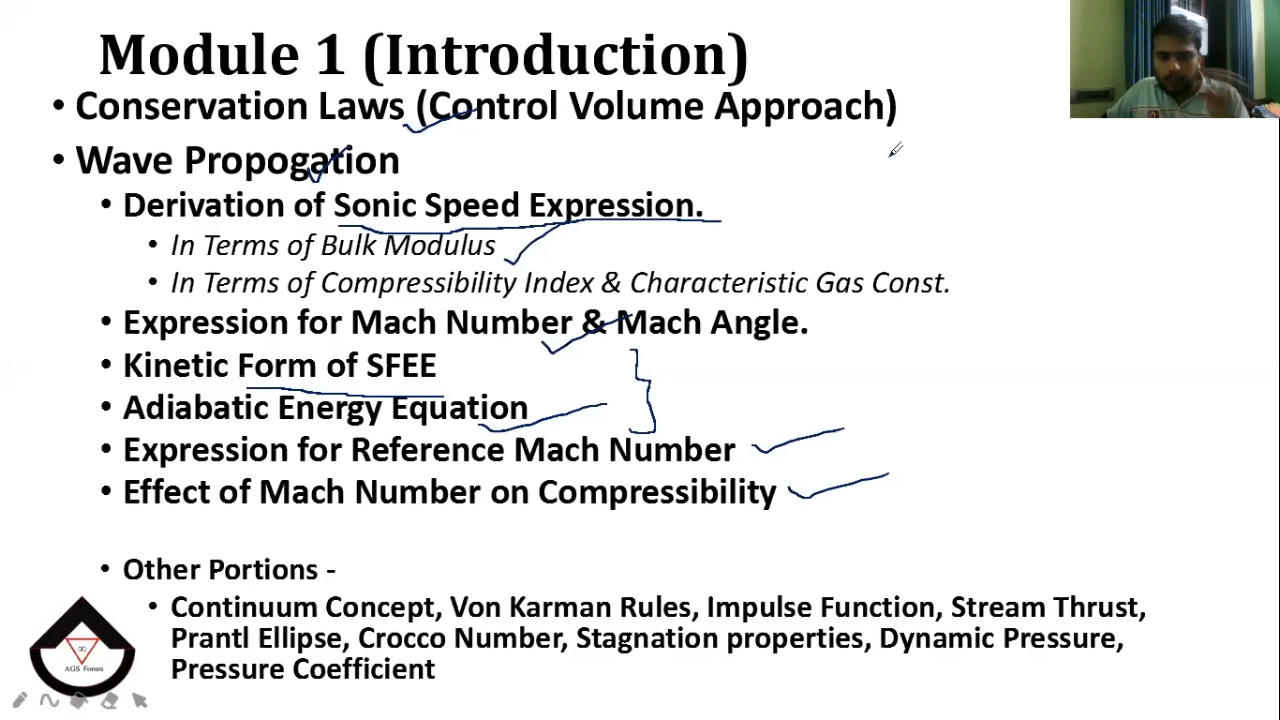 Module 1 (Introduction)
• Conservation Laws (Control Volume Approach)
• Wave Propogation
• Derivation of Sonic Speed Expression.
• In Terms of Bulk Modulus
• In Terms of Compressibility Index & Characteristic Gas Const.
• Expression for Mach Number & Mach Angle.
• Kinetic Form of SFEE
• Adiabatic Energy Equation
• Expression for Reference Mach Number
• Effect of Mach Number on Compressibility
• Other Portions -
• Continuum Concept, Von Karman Rules, Impulse Function, Stream Thrust,
Prantl Ellipse, Crocco Number, Stagnation properties, Dynamic Pressure,
Pressure Coefficient
∞
AGS Forum